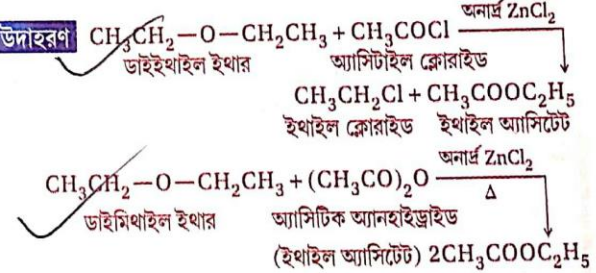 অনার্দ্র ZnCl₂
উদাহরণ CH₃CH₂—O—CH₂CH₃ + CH₃COCl
ডাইইথাইল ইথার অ্যাসিটাইল ক্লোরাইড
CH₃CH₂Cl + CH₃COOC₂H₅
ইথাইল ক্লোরাইড ইথাইল অ্যাসিটেট
অনার্দ্র ZnCl₂
CH₃CH₂—O—CH₂CH₃ + (CH₃CO)₂O
Δ
ডাইমিথাইল ইথার অ্যাসিটিক অ্যানহাইড্রাইড
(ইথাইল অ্যাসিটেট) 2CH₃COOC₂H₅